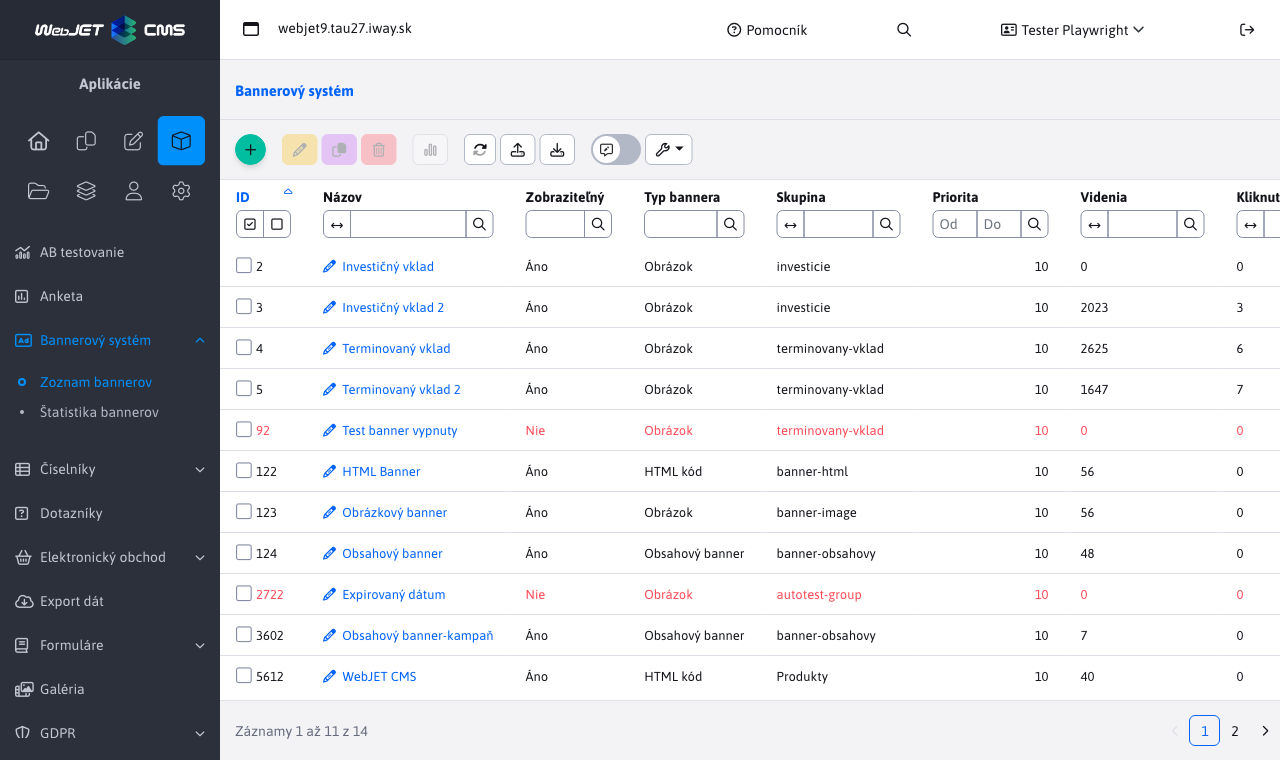 WebJET CMS
webjet9.tau27.iway.sk
Pomocník
Tester Playwright
Aplikácie
AB testovanie
Anketa
Bannerový systém
Zoznam bannerov
Štatistika bannerov
Číselníky
Dotazníky
Elektronický obchod
Export dát
Formuláre
Galéria
GDPR
Bannerový systém
ID Názov Zobraziteľný Typ bannera Skupina Priorita Videnia Kliknut
Od Do
2 Investičný vklad Áno Obrázok investicie 10 0 0
3 Investičný vklad 2 Áno Obrázok investicie 10 2023 3
4 Terminovaný vklad Áno Obrázok terminovany-vklad 10 2625 6
5 Terminovaný vklad 2 Áno Obrázok terminovany-vklad 10 1647 7
92 Test banner vypnuty Nie Obrázok terminovany-vklad 10 0 0
122 HTML Banner Áno HTML kód banner-html 10 56 0
123 Obrázkový banner Áno Obrázok banner-image 10 56 0
124 Obsahový banner Áno Obsahový banner banner-obsahovy 10 48 0
2722 Expirovaný dátum Nie Obrázok autotest-group 10 0 0
3602 Obsahový banner-kampaň Áno Obsahový banner banner-obsahovy 10 7 0
5612 WebJET CMS Áno HTML kód Produkty 10 40 0
Záznamy 1 až 11 z 14
1 2